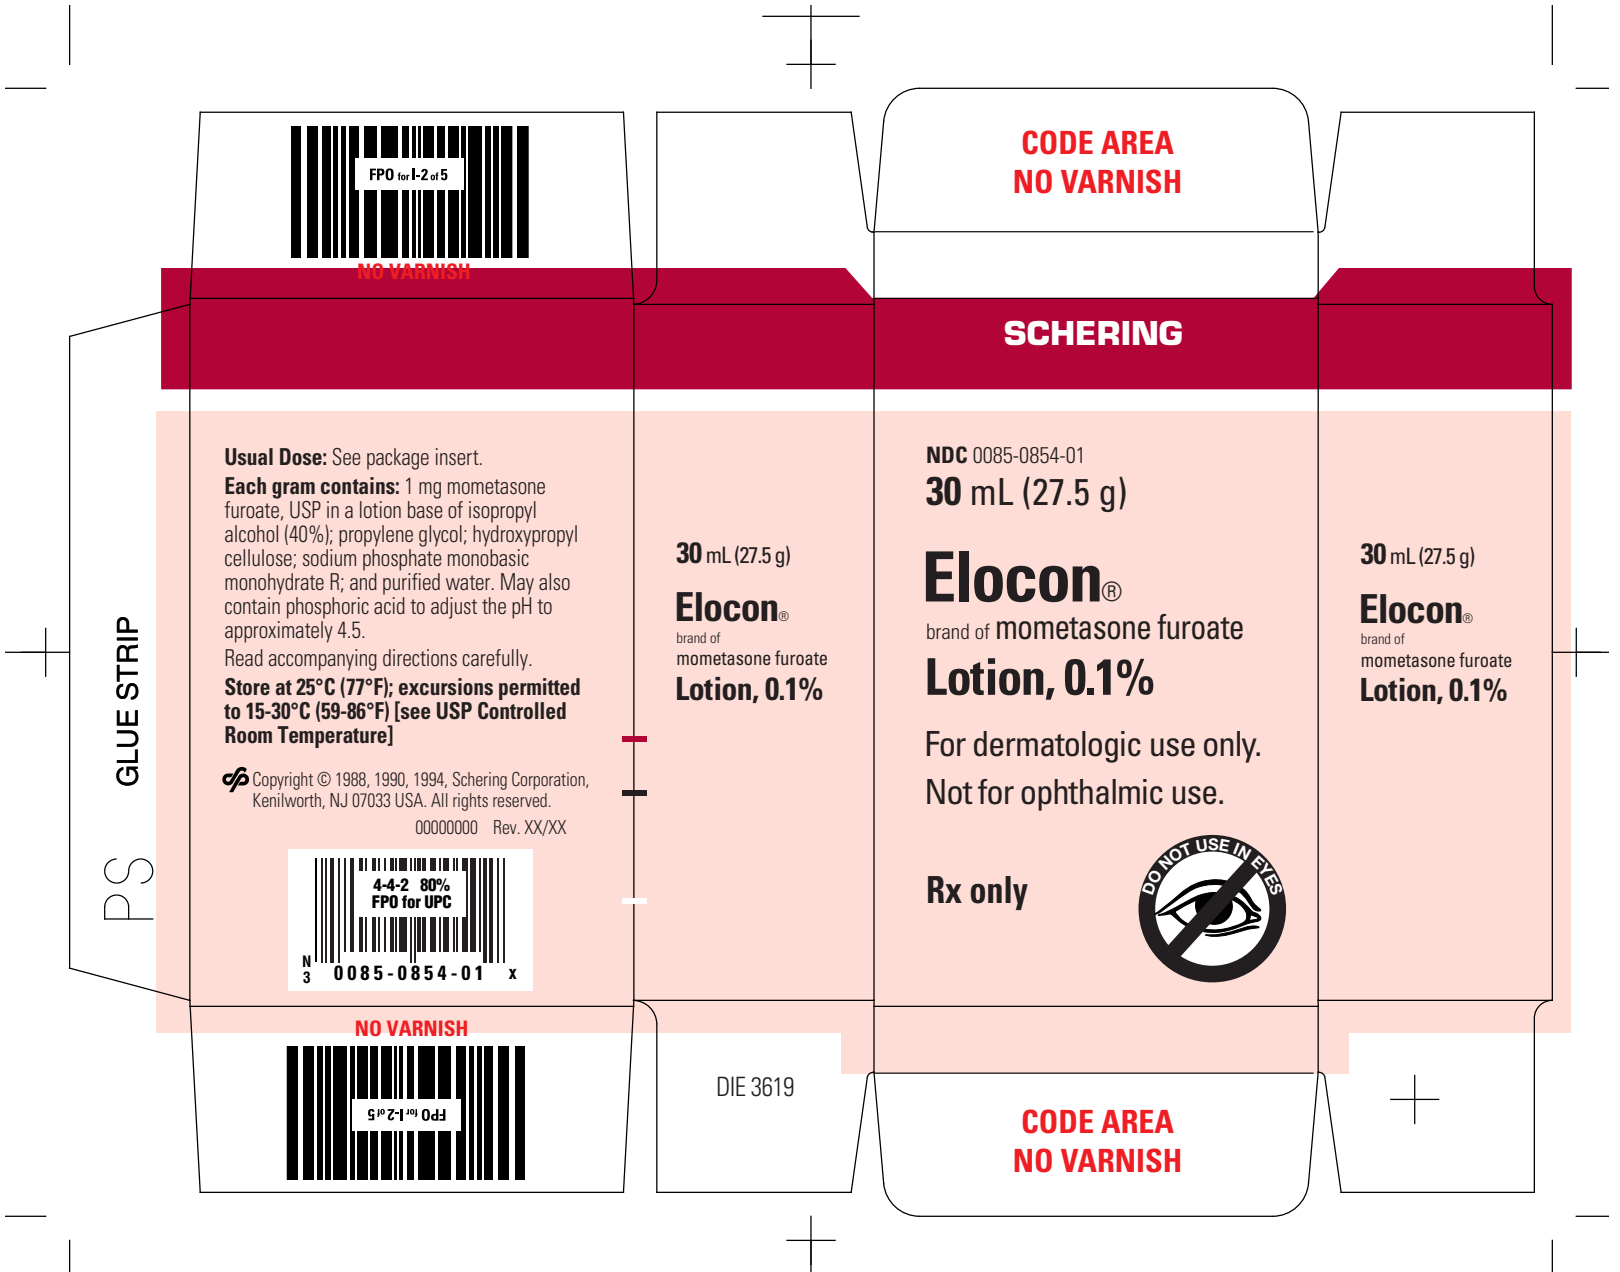 FPO for I-2 of 5
NO VARNISH
CODE AREA
NO VARNISH
SCHERING
GLUE STRIP
PS
Usual Dose: See package insert.
Each gram contains: 1 mg mometasone
furoate, USP in a lotion base of isopropyl
alcohol (40%); propylene glycol; hydroxypropyl
cellulose; sodium phosphate monobasic
monohydrate R; and purified water. May also
contain phosphoric acid to adjust the pH to
approximately 4.5.
Read accompanying directions carefully.
Store at 25°C (77°F); excursions permitted
to 15-30°C (59-86°F) [see USP Controlled
Room Temperature]
Copyright © 1988, 1990, 1994, Schering Corporation,
Kenilworth, NJ 07033 USA. All rights reserved.
00000000 Rev. XX/XX
4-4-2 80%
FPO for UPC
N
3 0085-0854-01 x
NO VARNISH
FPO for I-2 of 5
30 mL (27.5 g)
Elocon®
brand of
mometasone furoate
Lotion, 0.1%
DIE 3619
NDC 0085-0854-01
30 mL (27.5 g)
Elocon®
brand of mometasone furoate
Lotion, 0.1%
For dermatologic use only.
Not for ophthalmic use.
Rx only
DO NOT USE IN EYES
CODE AREA
NO VARNISH
30 mL (27.5 g)
Elocon®
brand of
mometasone furoate
Lotion, 0.1%